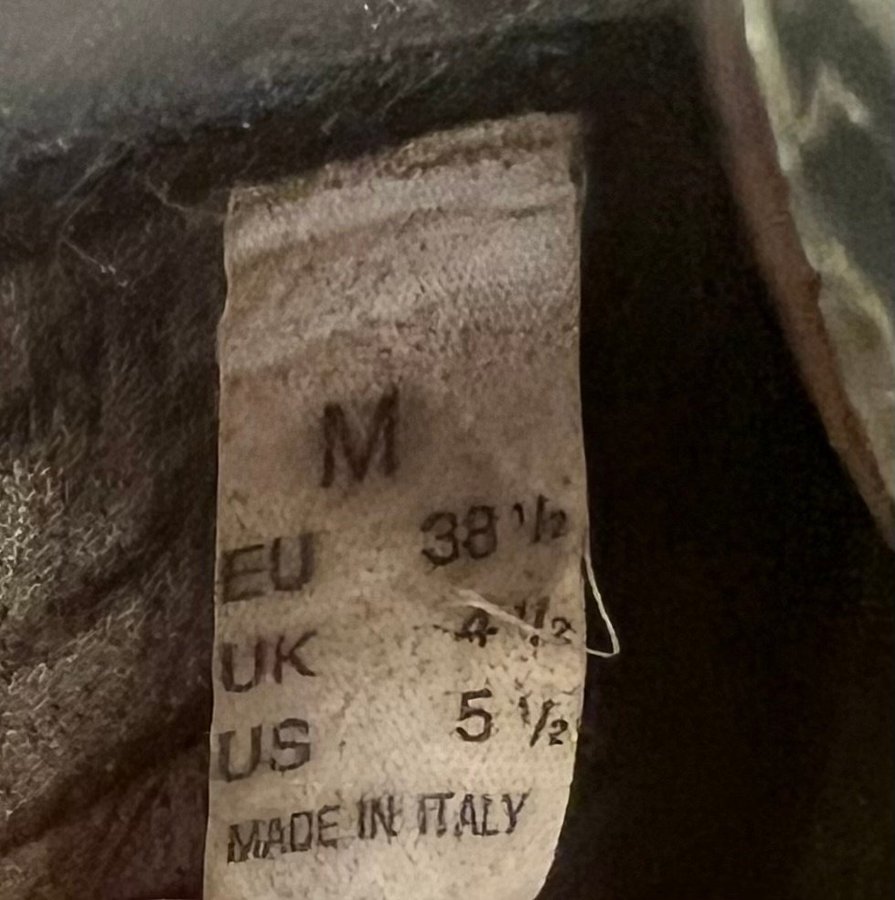 M
EU 38 1/2
UK 4 1/2
US 5 1/2
MADE IN ITALY